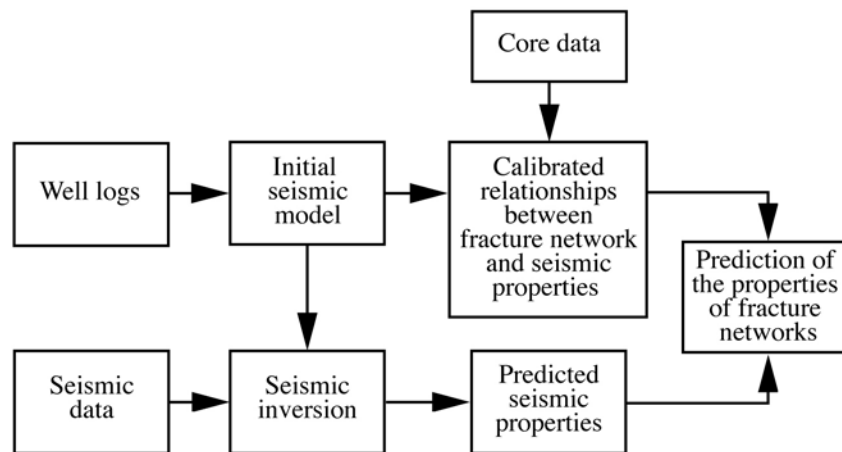 Core data
Well logs
Initial
seismic
model
Calibrated
relationships
between
fracture network
and seismic
properties
Prediction of
the properties
of fracture
networks
Seismic
data
Seismic
inversion
Predicted
seismic
properties